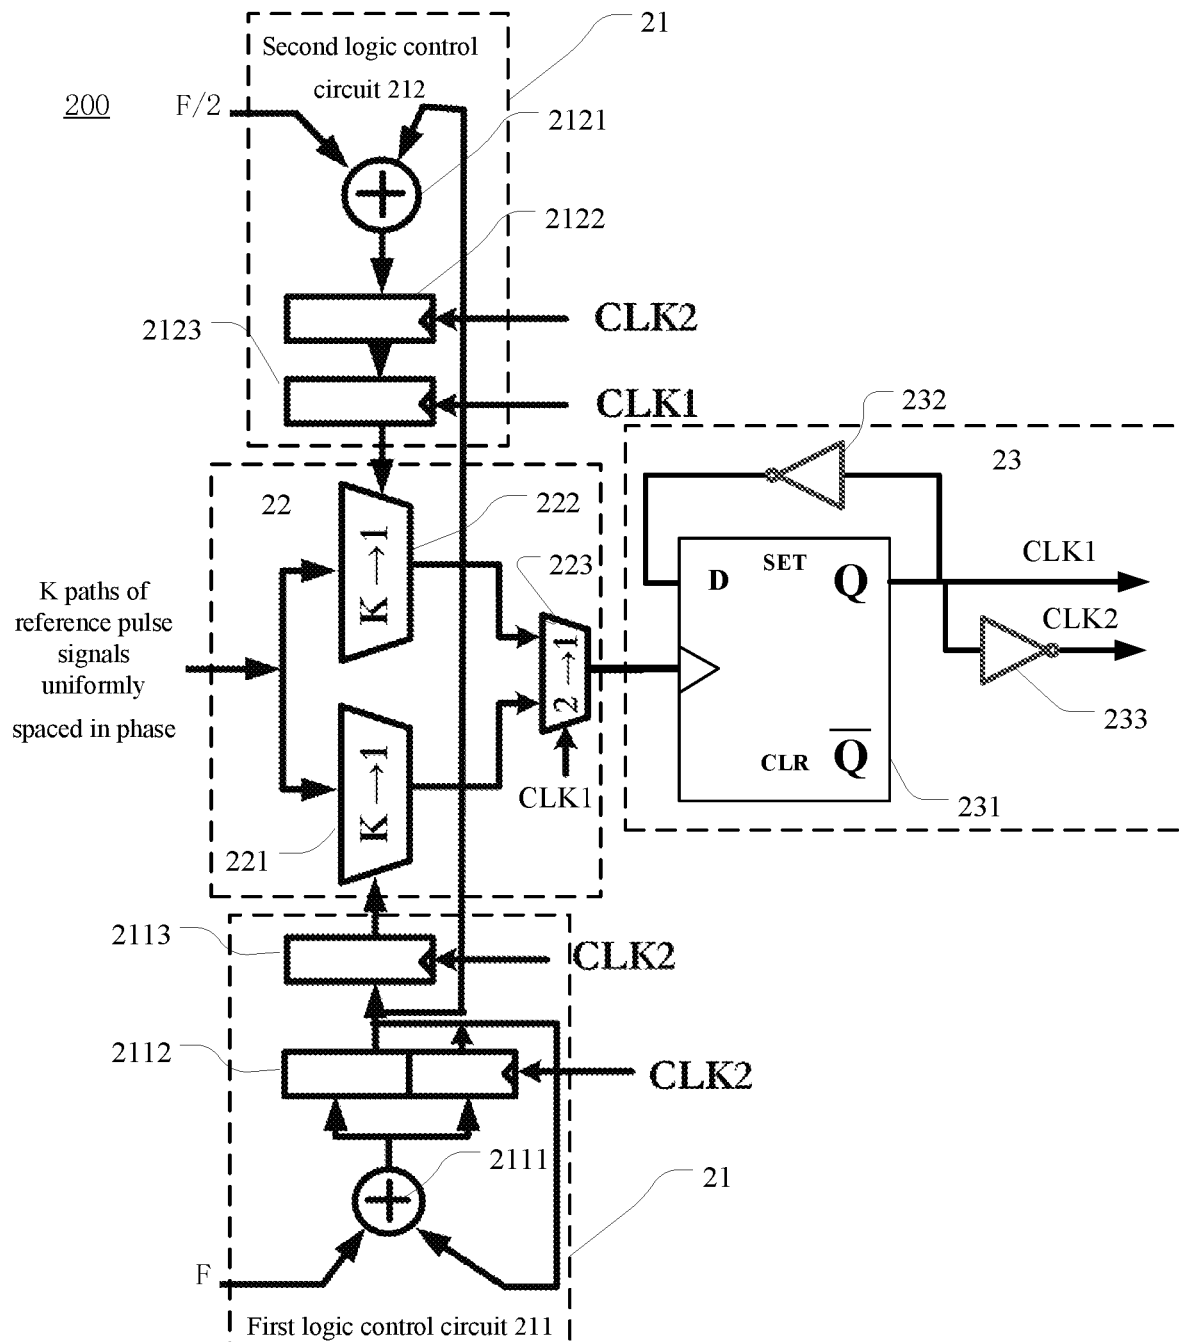 21
Second logic control
circuit 212
200
F/2
2121
2122
CLK2
2123
CLK1
232
23
22
K→1
222
223
SET
D
Q
CLK1
CLK2
K paths of
reference pulse
signals
uniformly
spaced in phase
2→1
233
K→1
CLK1
CLR
Q
231
221
2113
CLK2
2112
CLK2
2111
21
F
First logic control circuit 211